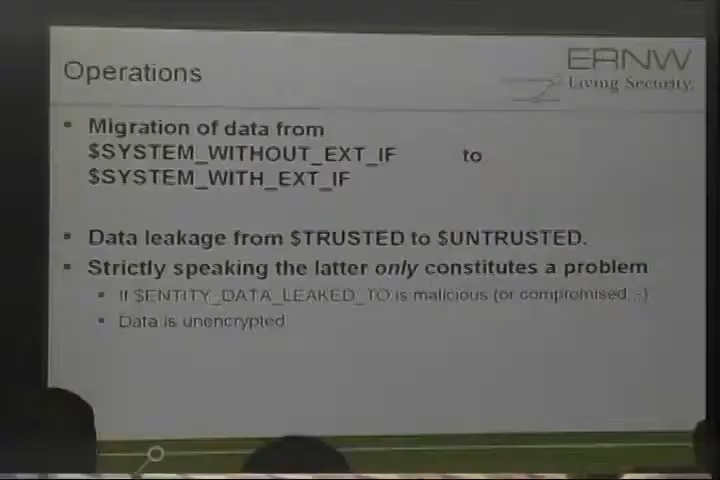 Operations
ERNW
Living Security.
Migration of data from
$SYSTEM_WITHOUT_EXT_IF to
$SYSTEM_WITH_EXT_IF
Data leakage from $TRUSTED to $UNTRUSTED.
Strictly speaking the latter only constitutes a problem
If $ENTITY_DATA_LEAKED_TO is malicious (or compromised ;-)
Data is unencrypted